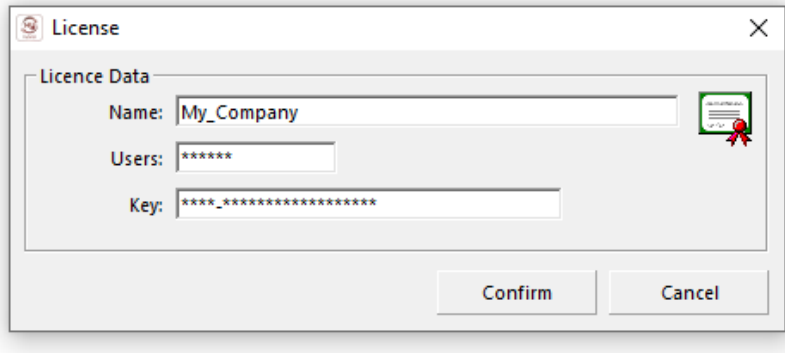 License
Licence Data
Name: My_Company
Users: ******
Key: ****-******************
Confirm Cancel